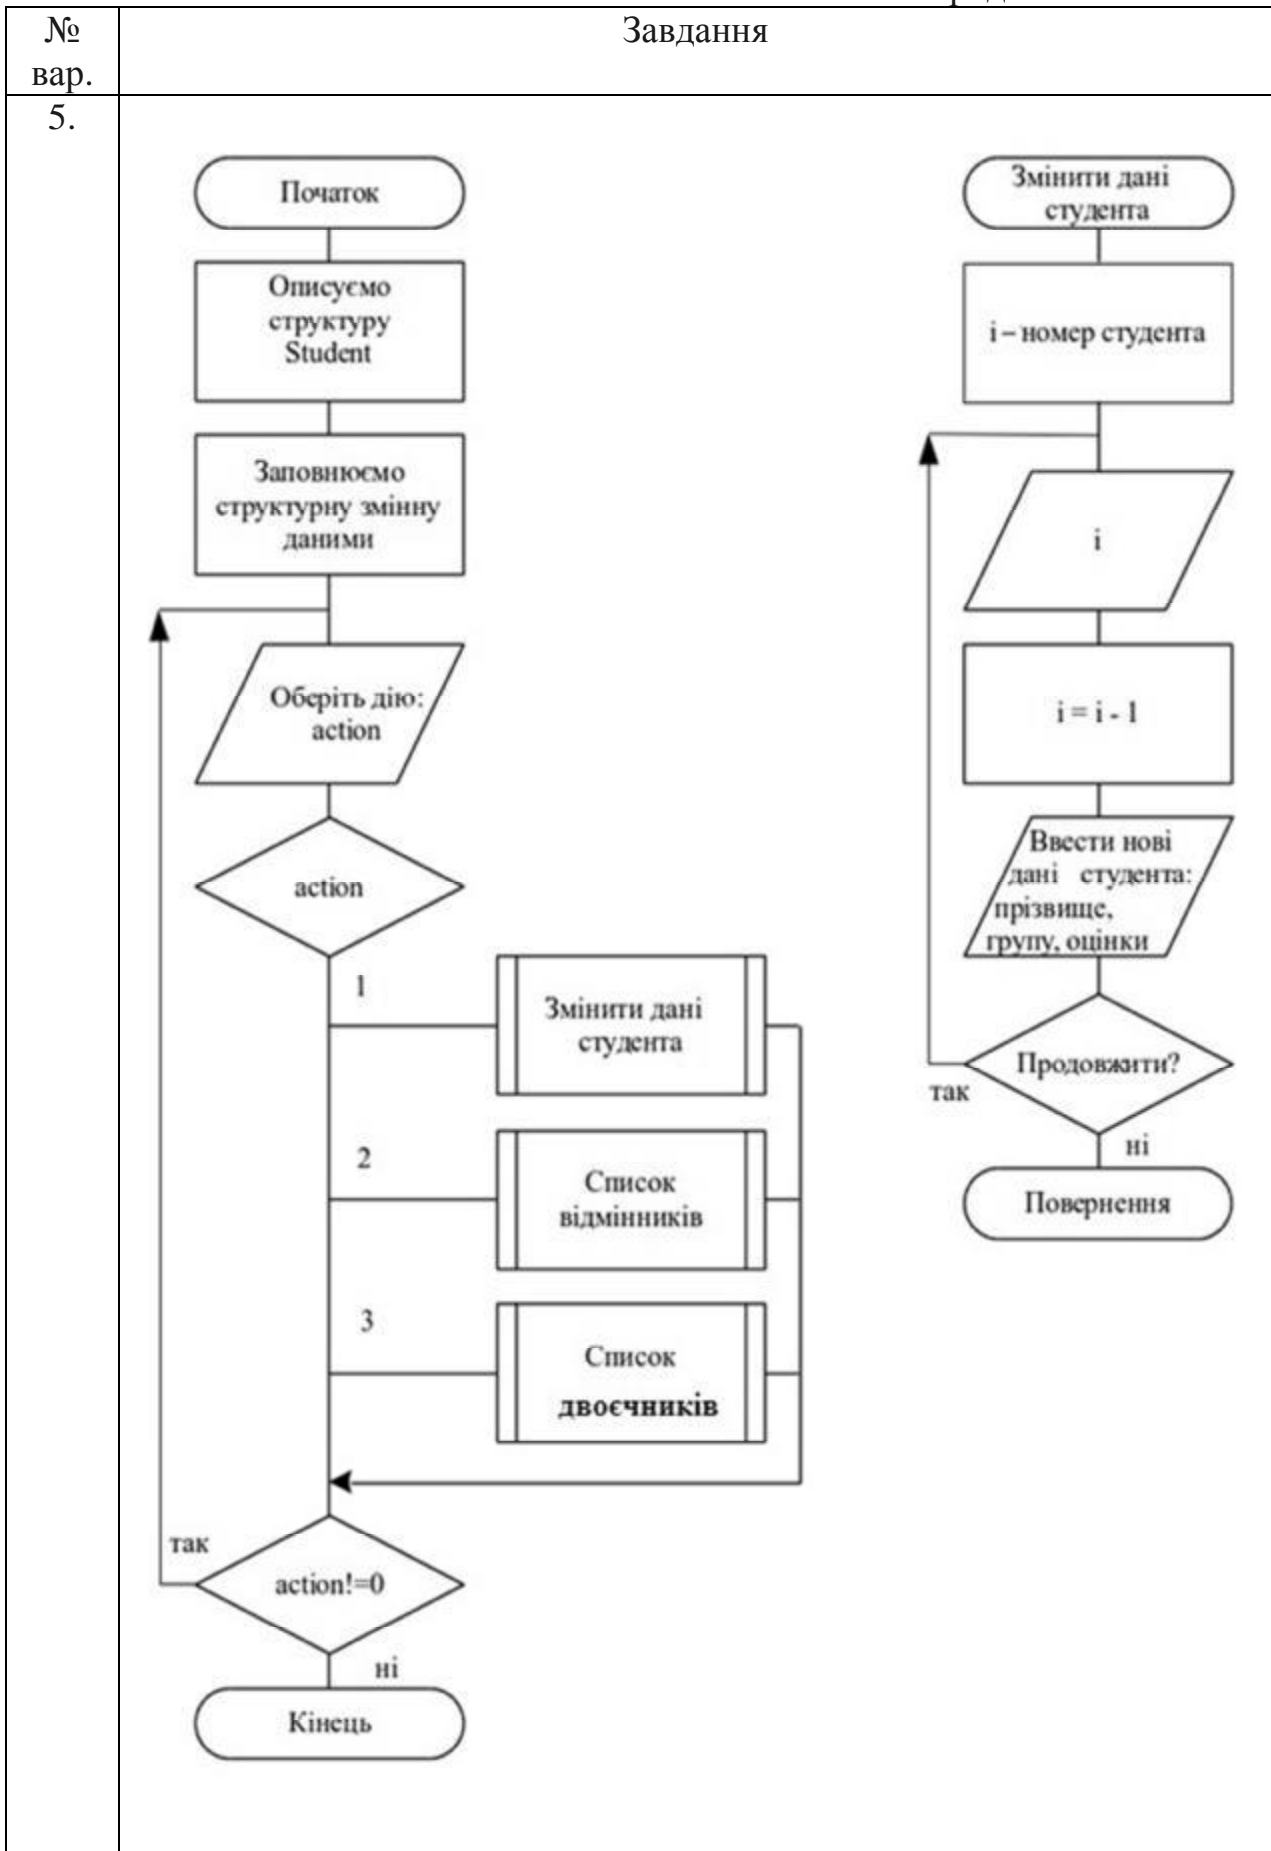 №
вар.
Завдання
5.
Початок
Описуємо
структуру
Student
Заповнюємо
структурну змінну
даними
Оберіть дію:
action
action
1
Змінити дані
студента
2
Список
відмінників
3
Список
двоєчників
так
action!=0
ні
Кінець
Змінити дані
студента
i – номер студента
i
i = i - 1
Ввести нові
дані студента:
прізвище,
групу, оцінки
Продовжити?
так
ні
Повернення